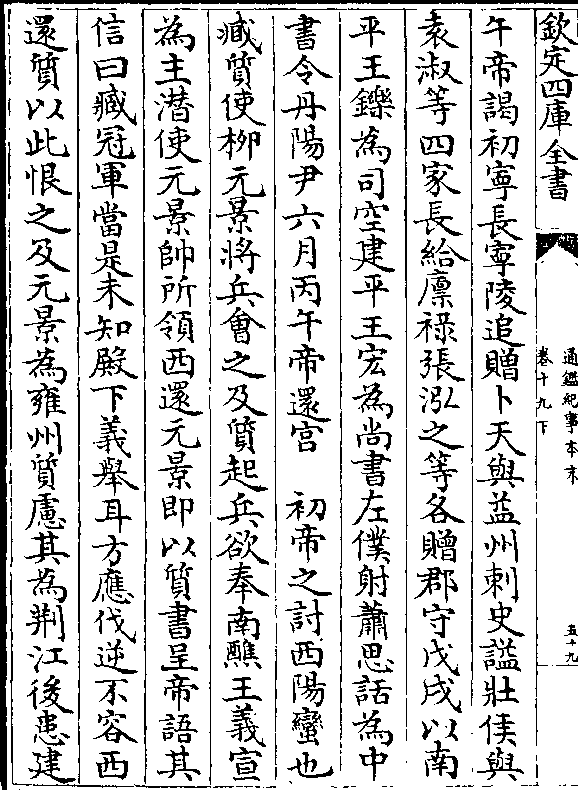 欽定四庫全書
通鑑紀事本末
卷十九下
五十九
午帝謁初寧長寧陵追贈卜天與益州刺史諡壯侯與
袁淑等四家長給廩祿張泓之等各贈郡守戊戌以南
平王鑠為司空建平王宏為尚書左僕射蕭思話為中
書令丹陽尹六月丙午帝還宮　初帝之討西陽蠻也
臧質使栁元景將兵會之及質起兵欲奉南譙王義宣
為主潛使元景帥所領西還元景即以質書呈帝語其
信曰臧冠軍當是未知殿下義舉耳方應伐逆不容西
還質以此恨之及元景為雍州質慮其為荆江後患建